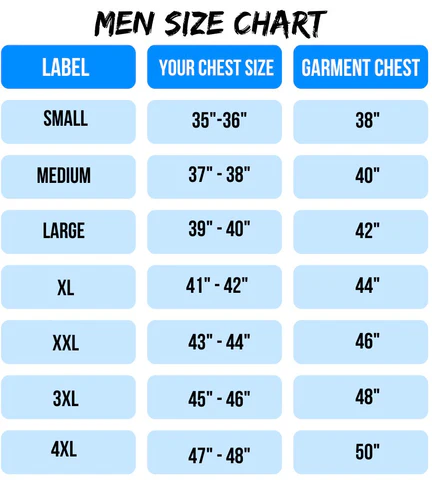 MEN SIZE CHART
LABEL YOUR CHEST SIZE GARMENT CHEST
SMALL 35"-36" 38"
MEDIUM 37" - 38" 40"
LARGE 39" - 40" 42"
XL 41" - 42" 44"
XXL 43" - 44" 46"
3XL 45" - 46" 48"
4XL 47" - 48" 50"